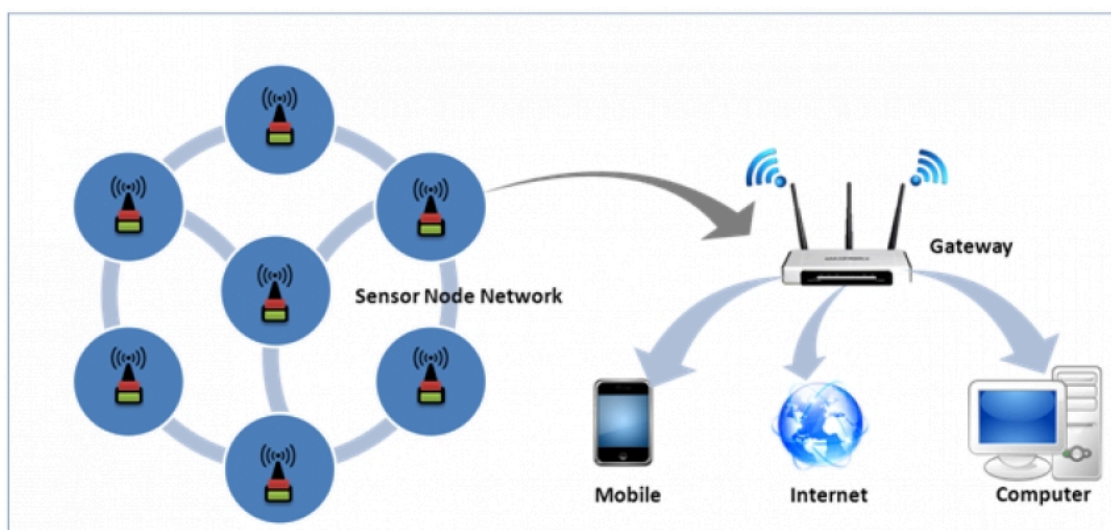 Gateway
Sensor Node Network
Mobile
Internet
Computer